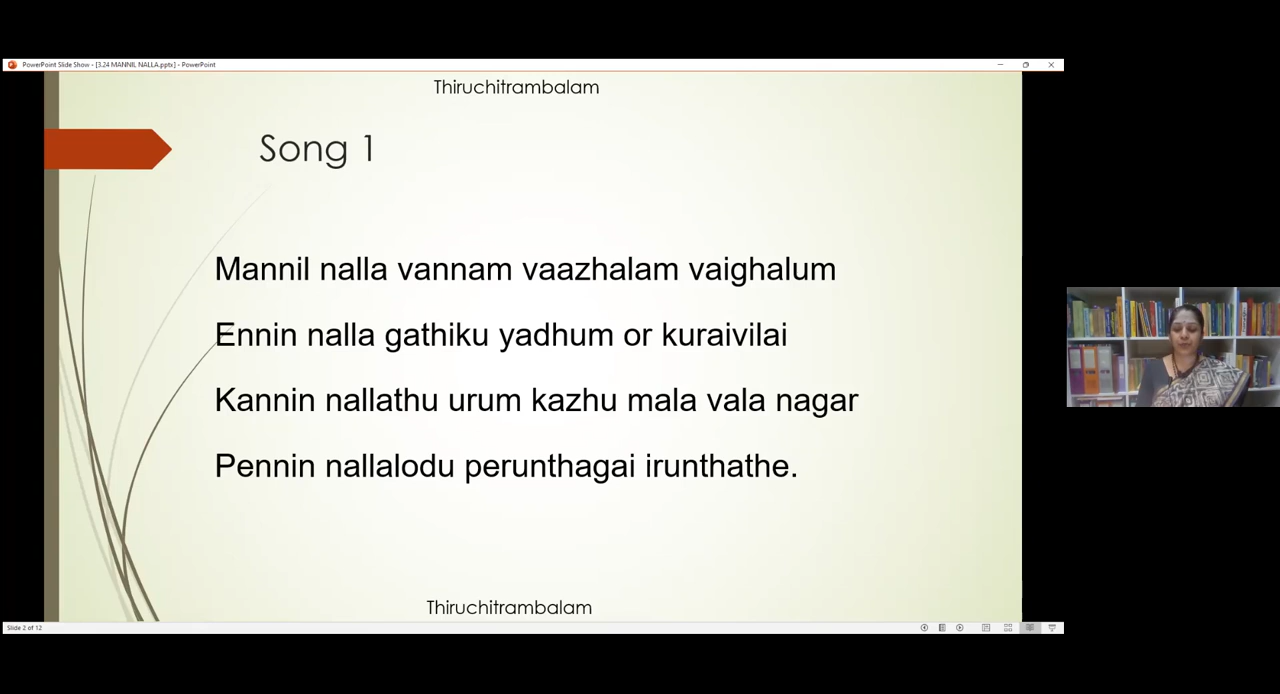 PowerPoint Slide Show - [3.24 MANNIL NALLA.pptx] - PowerPoint
Thiruchitrambalam
Song 1
Mannil nalla vannam vaazhalam vaighalum
Ennin nalla gathiku yadhum or kuraivilai
Kannin nallathu urum kazhu mala vala nagar
Pennin nallalodu perunthagai irunthathe.
Thiruchitrambalam
Slide 2 of 12